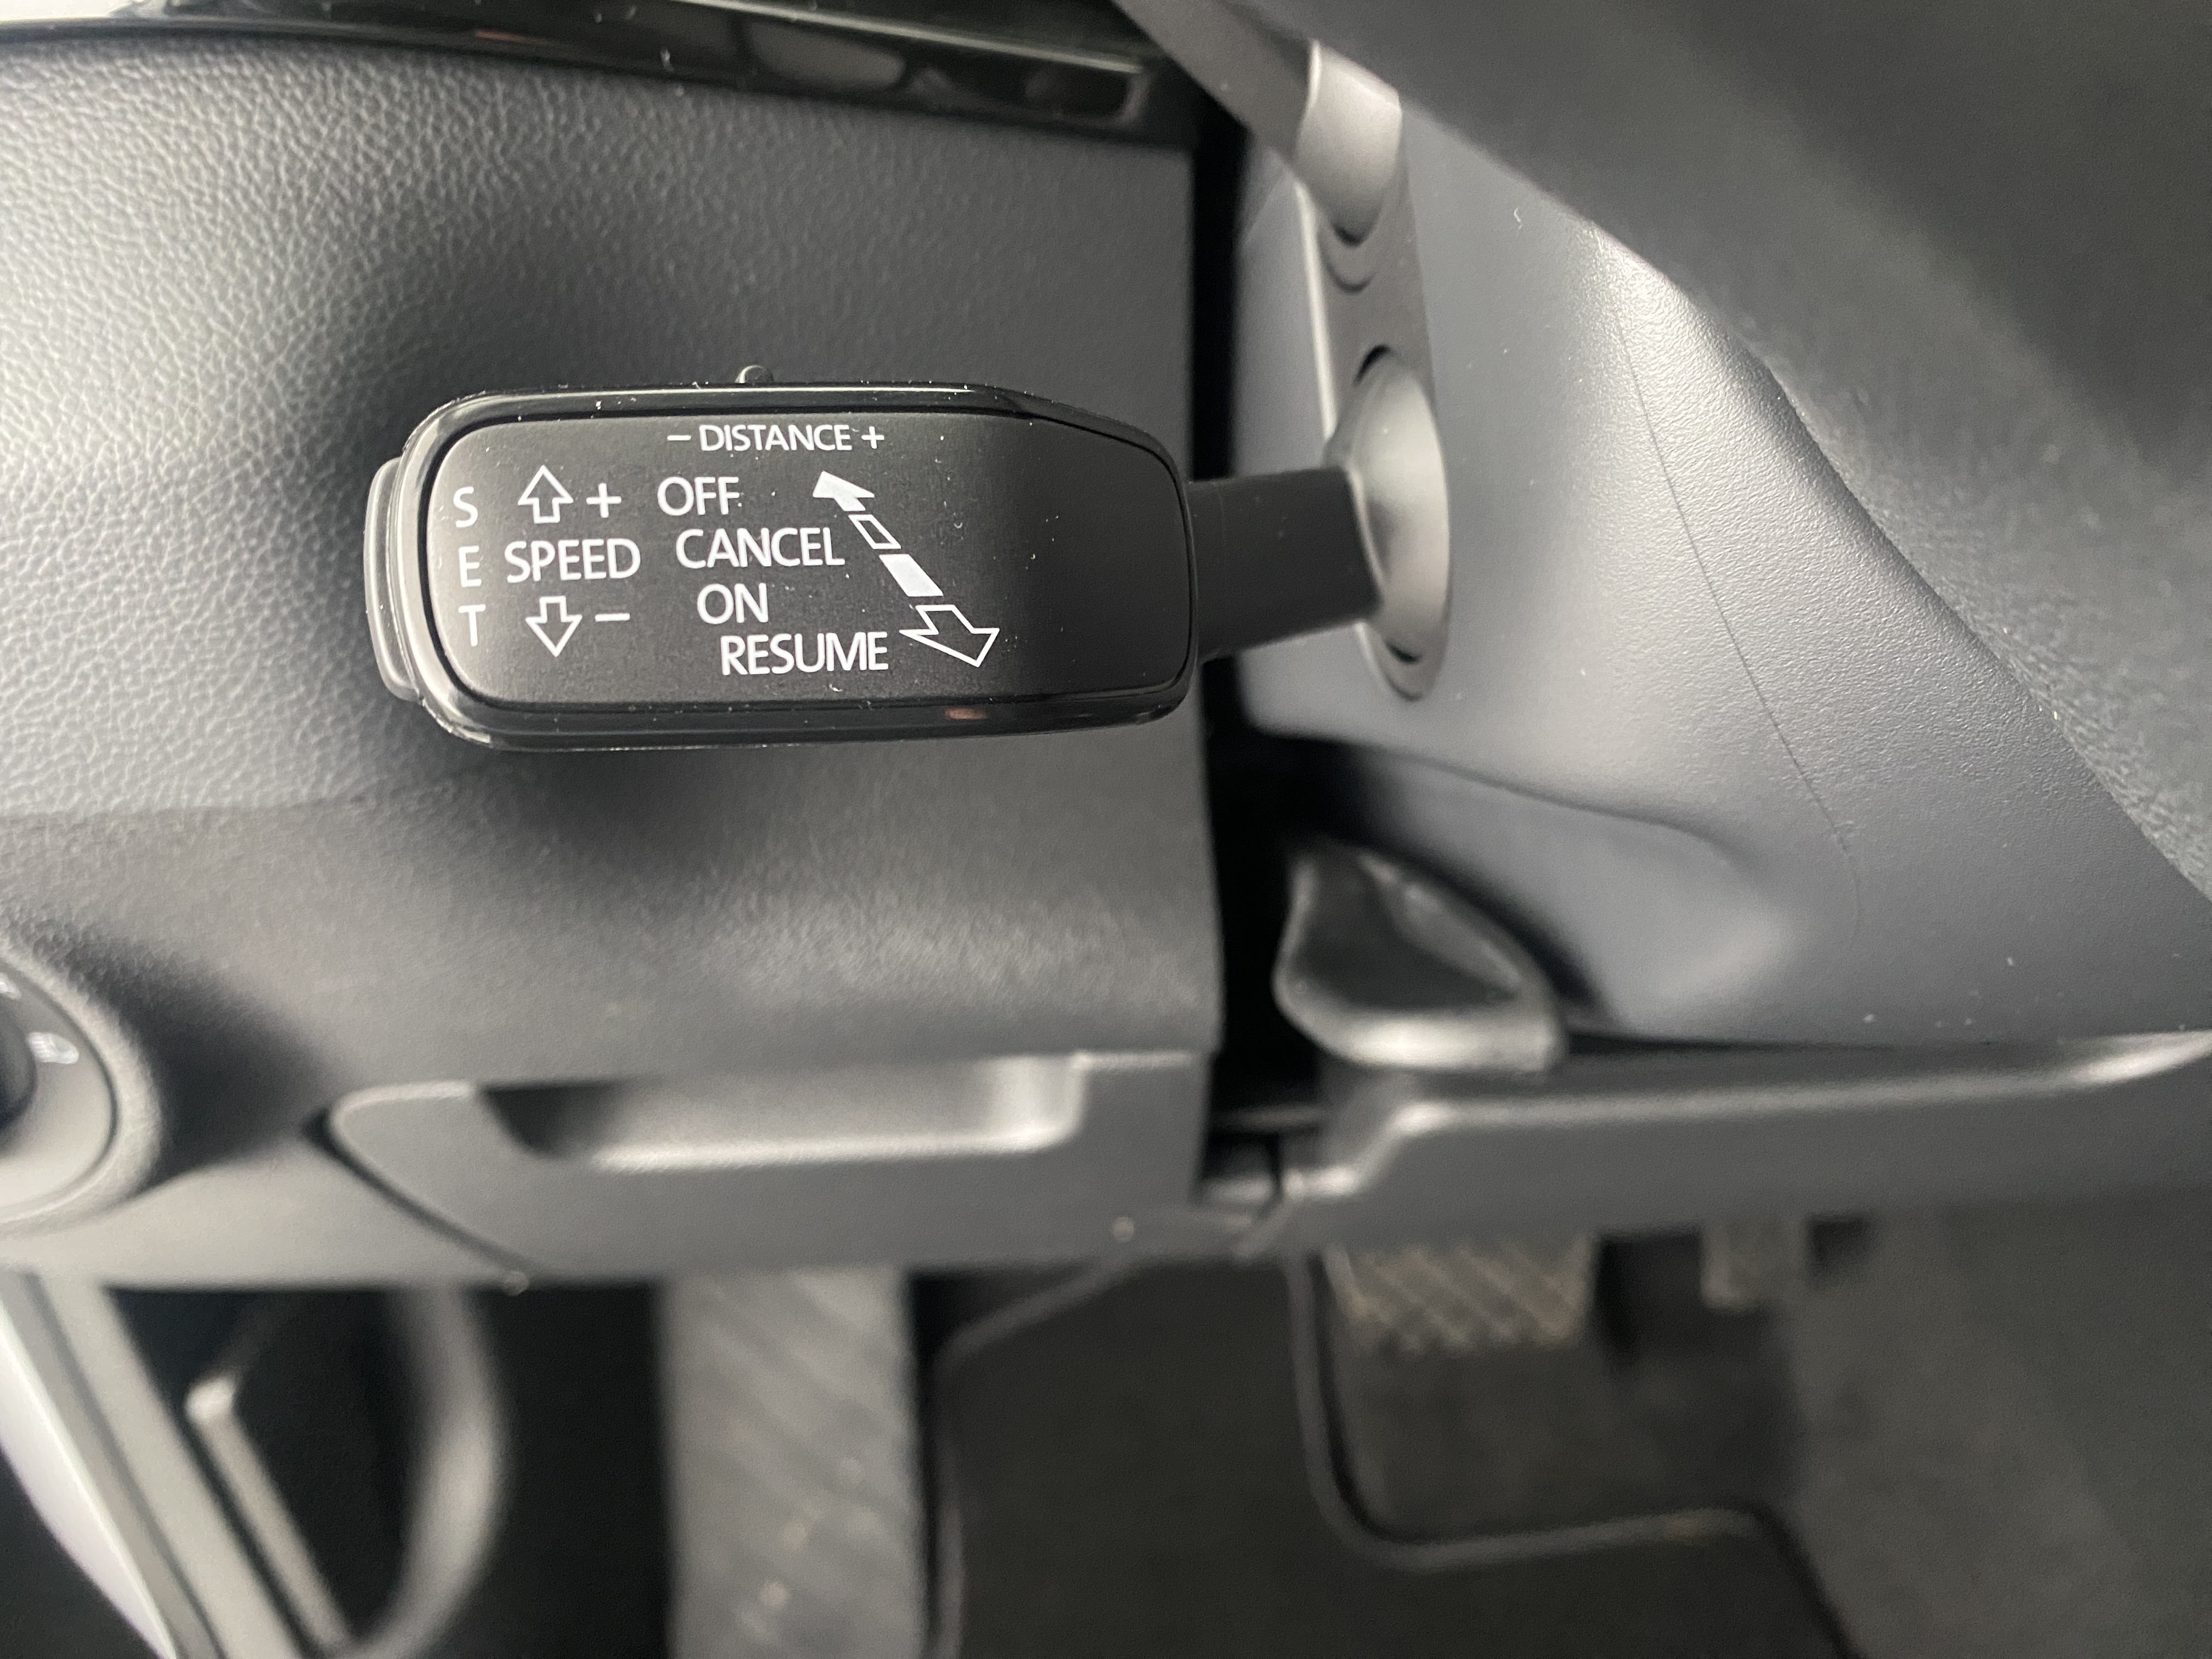 – DISTANCE +
S + OFF
E SPEED CANCEL
T – ON
RESUME